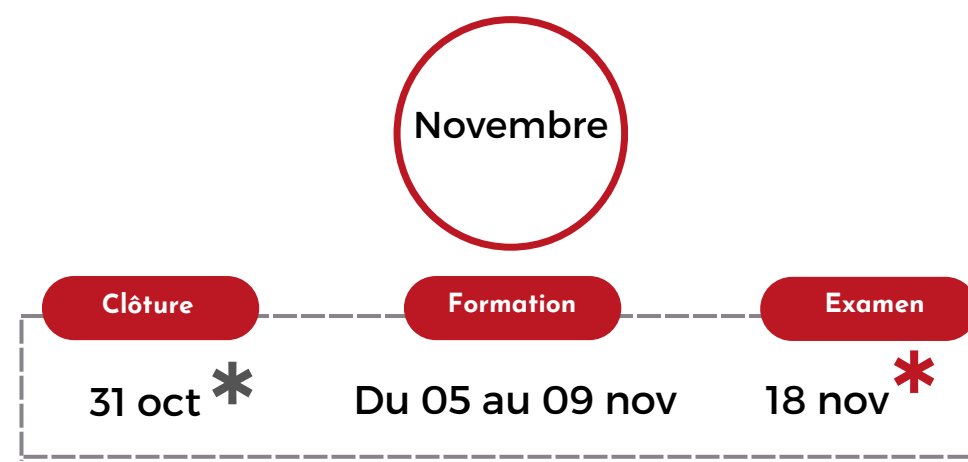 Novembre
Clôture Formation Examen
31 oct * Du 05 au 09 nov 18 nov *